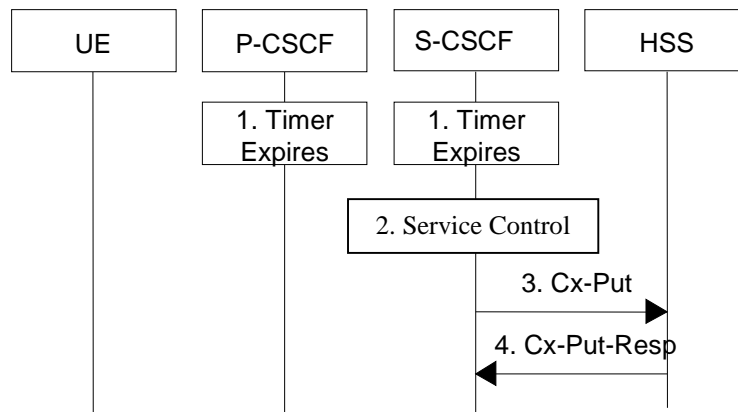 UE
P-CSCF
S-CSCF
HSS
1. Timer
Expires
1. Timer
Expires
2. Service Control
3. Cx-Put
4. Cx-Put-Resp